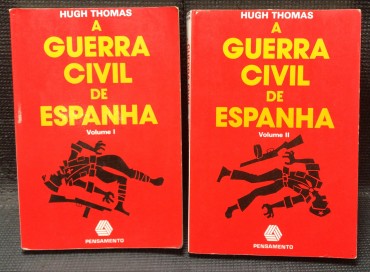 HUGH THOMAS
A
GUERRA
CIVIL
DE
ESPANHA
Volume I
PENSAMENTO
HUGH THOMAS
A
GUERRA
CIVIL
DE
ESPANHA
Volume II
PENSAMENTO